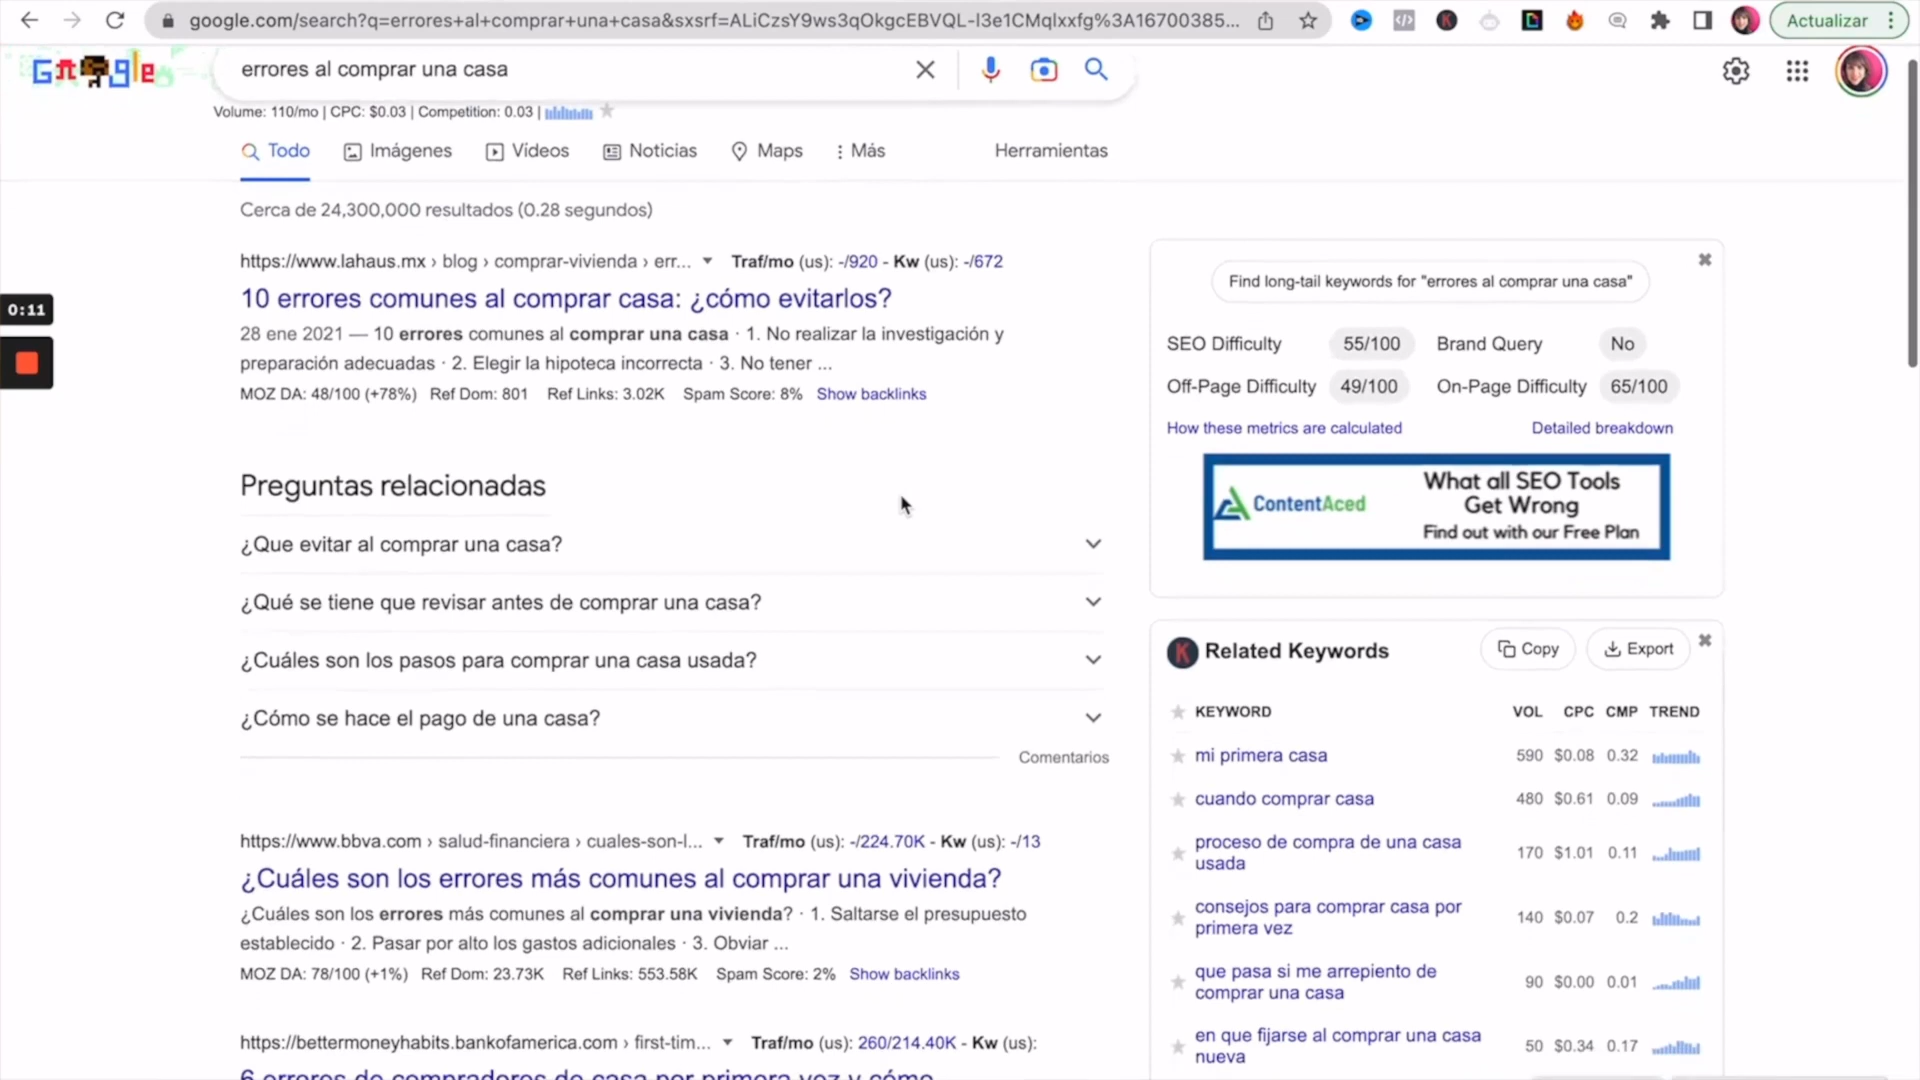 google.com/search?q=errores+al+comprar+una+casa&sxsrf=ALiCzsY9ws3qOkgcEBVQL-I3e1CMqlxxfg%3A16700385...
Actualizar
Google
errores al comprar una casa
Volume: 110/mo | CPC: $0.03 | Competition: 0.03 |
Todo
Imágenes
Vídeos
Noticias
Maps
Más
Herramientas
Cerca de 24,300,000 resultados (0.28 segundos)
0:11
https://www.lahaus.mx › blog › comprar-vivienda › err... Traf/mo (us): -/920 - Kw (us): -/672
10 errores comunes al comprar casa: ¿cómo evitarlos?
28 ene 2021 — 10 errores comunes al comprar una casa · 1. No realizar la investigación y
preparación adecuadas · 2. Elegir la hipoteca incorrecta · 3. No tener ...
MOZ DA: 48/100 (+78%) Ref Dom: 801 Ref Links: 3.02K Spam Score: 8% Show backlinks
Preguntas relacionadas
¿Que evitar al comprar una casa?
¿Qué se tiene que revisar antes de comprar una casa?
¿Cuáles son los pasos para comprar una casa usada?
¿Cómo se hace el pago de una casa?
Comentarios
https://www.bbva.com › salud-financiera › cuales-son-l... Traf/mo (us): -/224.70K - Kw (us): -/13
¿Cuáles son los errores más comunes al comprar una vivienda?
¿Cuáles son los errores más comunes al comprar una vivienda? · 1. Saltarse el presupuesto
establecido · 2. Pasar por alto los gastos adicionales · 3. Obviar ...
MOZ DA: 78/100 (+1%) Ref Dom: 23.73K Ref Links: 553.58K Spam Score: 2% Show backlinks
https://bettermoneyhabits.bankofamerica.com › first-tim... Traf/mo (us): 260/214.40K - Kw (us):
6 errores de compradores de casa por primera vez y cómo
Find long-tail keywords for "errores al comprar una casa"
SEO Difficulty 55/100 Brand Query No
Off-Page Difficulty 49/100 On-Page Difficulty 65/100
How these metrics are calculated Detailed breakdown
ContentAced
What all SEO Tools
Get Wrong
Find out with our Free Plan
K Related Keywords Copy Export
KEYWORD VOL CPC CMP TREND
mi primera casa 590 $0.08 0.32
cuando comprar casa 480 $0.61 0.09
proceso de compra de una casa
usada 170 $1.01 0.11
consejos para comprar casa por
primera vez 140 $0.07 0.2
que pasa si me arrepiento de
comprar una casa 90 $0.00 0.01
en que fijarse al comprar una casa
nueva 50 $0.34 0.17